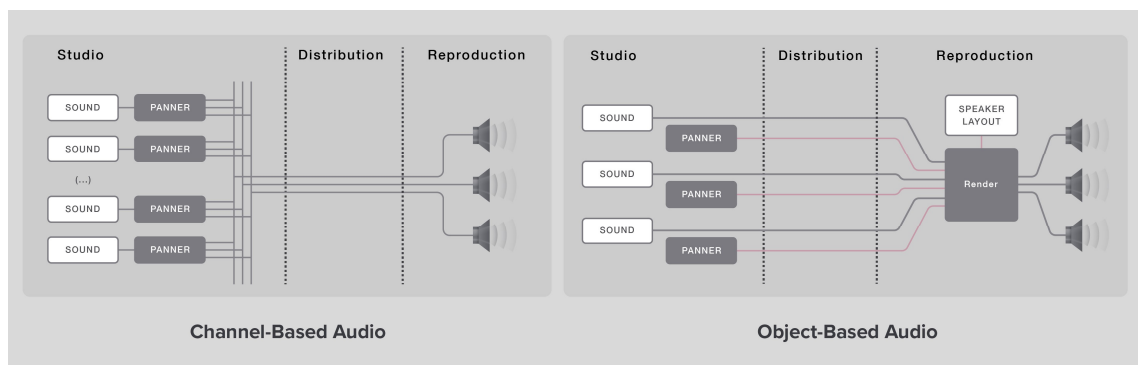 Studio
Distribution
Reproduction
SOUND
PANNER
SOUND
PANNER
(...)
SOUND
PANNER
SOUND
PANNER
Channel-Based Audio
Studio
Distribution
Reproduction
SOUND
PANNER
SOUND
PANNER
SOUND
PANNER
SPEAKER
LAYOUT
Render
Object-Based Audio